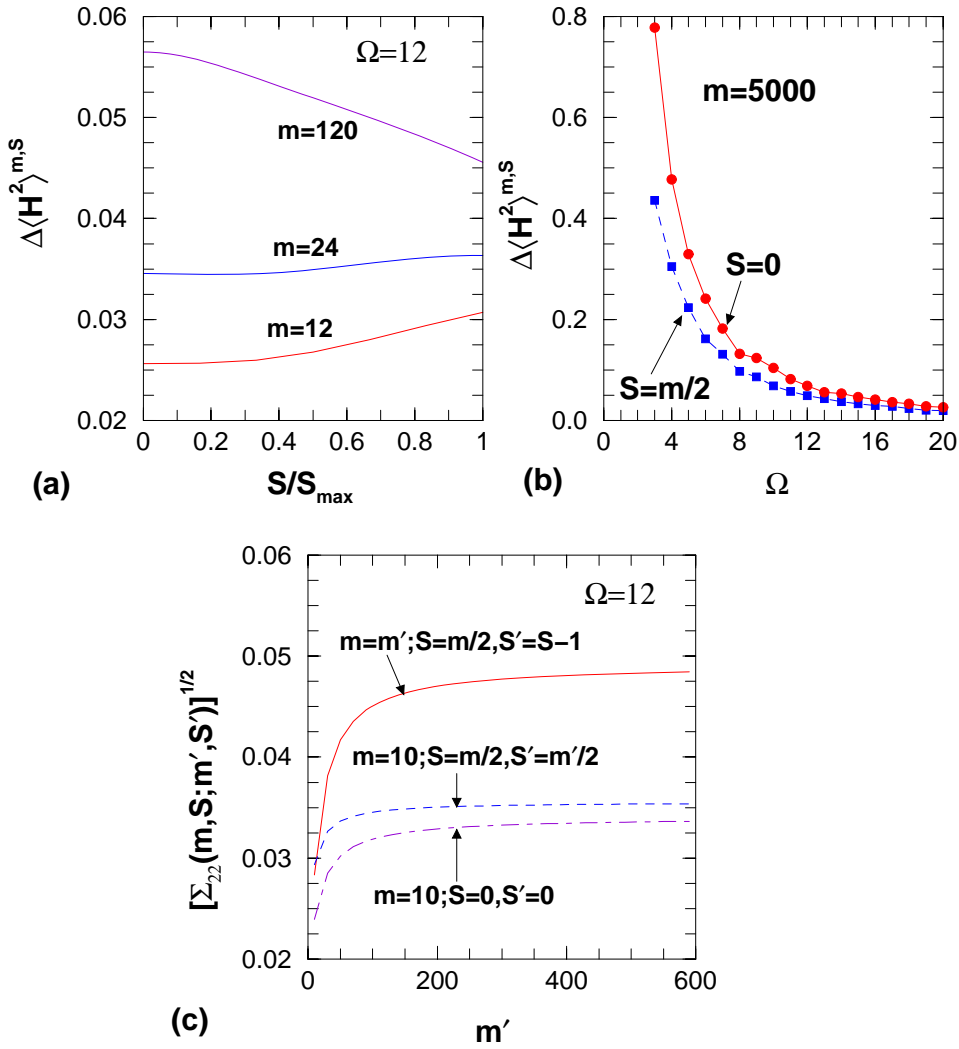 0.06
0.05
0.04
0.03
0.02
Δ⟨H²⟩^{m,S}
Ω=12
m=120
m=24
m=12
0 0.2 0.4 0.6 0.8 1
S/S_{max}
(a)
0.8
0.6
0.4
0.2
0.0
Δ⟨H²⟩^{m,S}
m=5000
S=0
S=m/2
0 4 8 12 16 20
Ω
(b)
0.06
0.05
0.04
0.03
0.02
[Σ₂₂(m,S;m′,S′)]^{1/2}
Ω=12
m=m′;S=m/2,S′=S−1
m=10;S=m/2,S′=m′/2
m=10;S=0,S′=0
0 200 400 600
m′
(c)